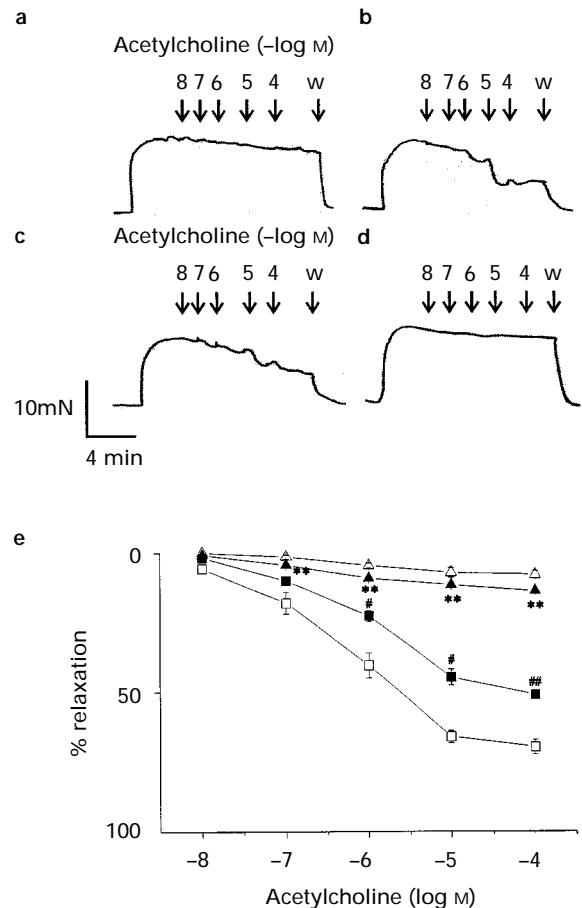 a
Acetylcholine (–log M)
b
8 7 6 5 4 w
8 7 6 5 4 w
c
Acetylcholine (–log M)
d
8 7 6 5 4 w
8 7 6 5 4 w
10mN
4 min
e
0
50
100
% relaxation
**
**
**
**
#
#
##
–8 –7 –6 –5 –4
Acetylcholine (log M)